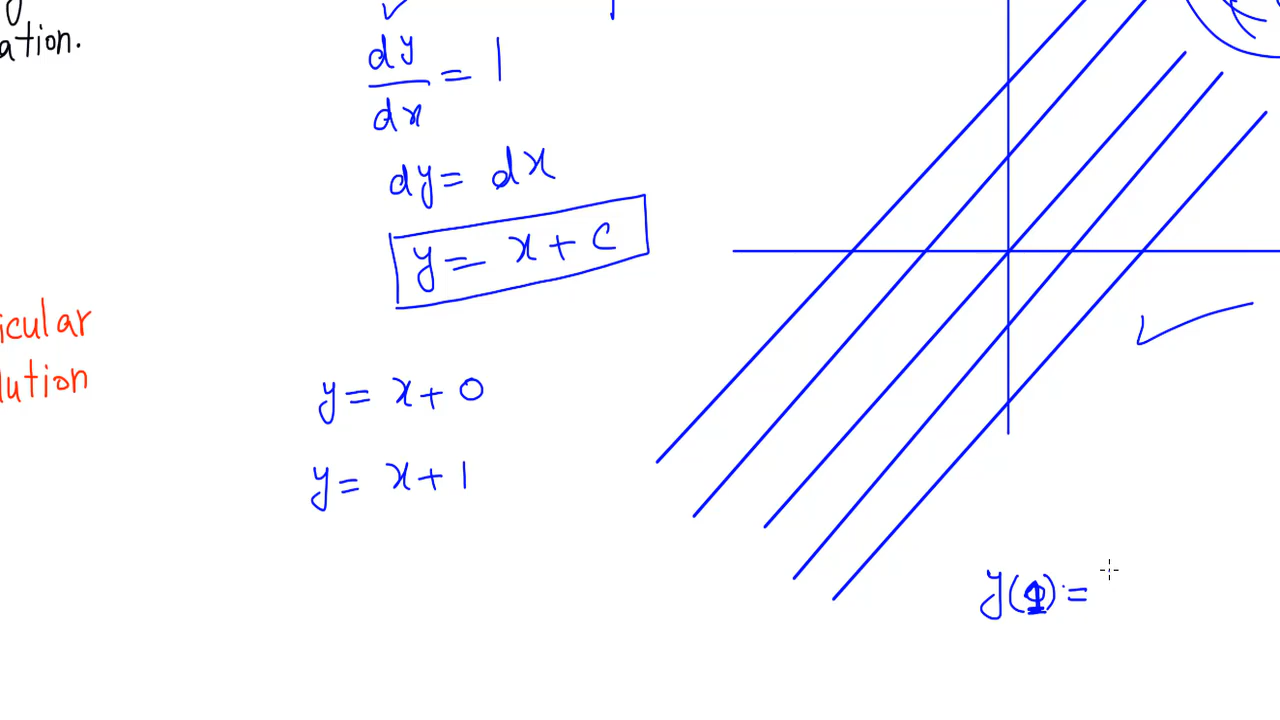 ation.
dy/dx = 1
dy = dx
y = x + c
icular
lution
y = x + 0
y = x + 1
y(1) =